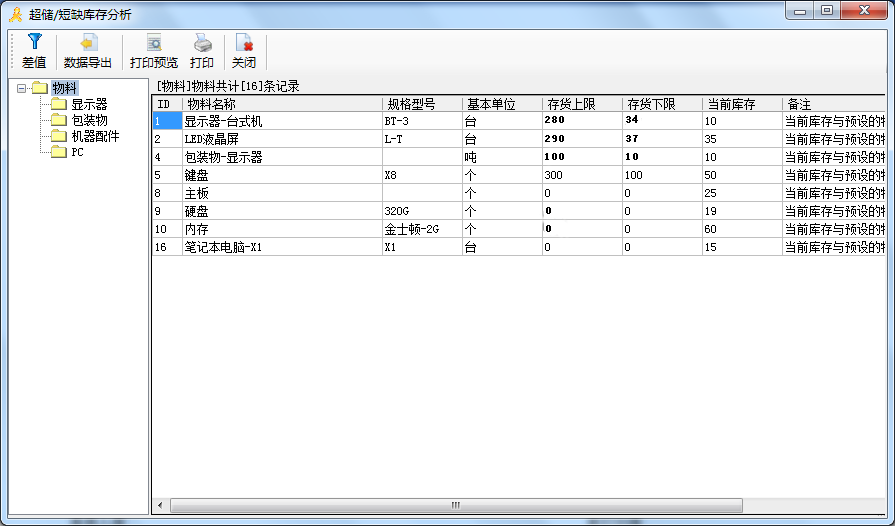 超储/短缺库存分析
差值 数据导出 打印预览 打印 关闭
物料
显示器
包装物
机器配件
PC
[物料]物料共计[16]条记录
ID 物料名称 规格型号 基本单位 存货上限 存货下限 当前库存 备注
1 显示器-台式机 BT-3 台 280 34 10 当前库存与预设的
2 LED液晶屏 L-T 台 290 37 35 当前库存与预设的
4 包装物-显示器 吨 100 10 10 当前库存与预设的
5 键盘 X8 个 300 100 50 当前库存与预设的
8 主板 个 0 0 25 当前库存与预设的
9 硬盘 320G 个 0 0 19 当前库存与预设的
10 内存 金士顿-2G 个 0 0 60 当前库存与预设的
16 笔记本电脑-X1 X1 台 0 0 15 当前库存与预设的